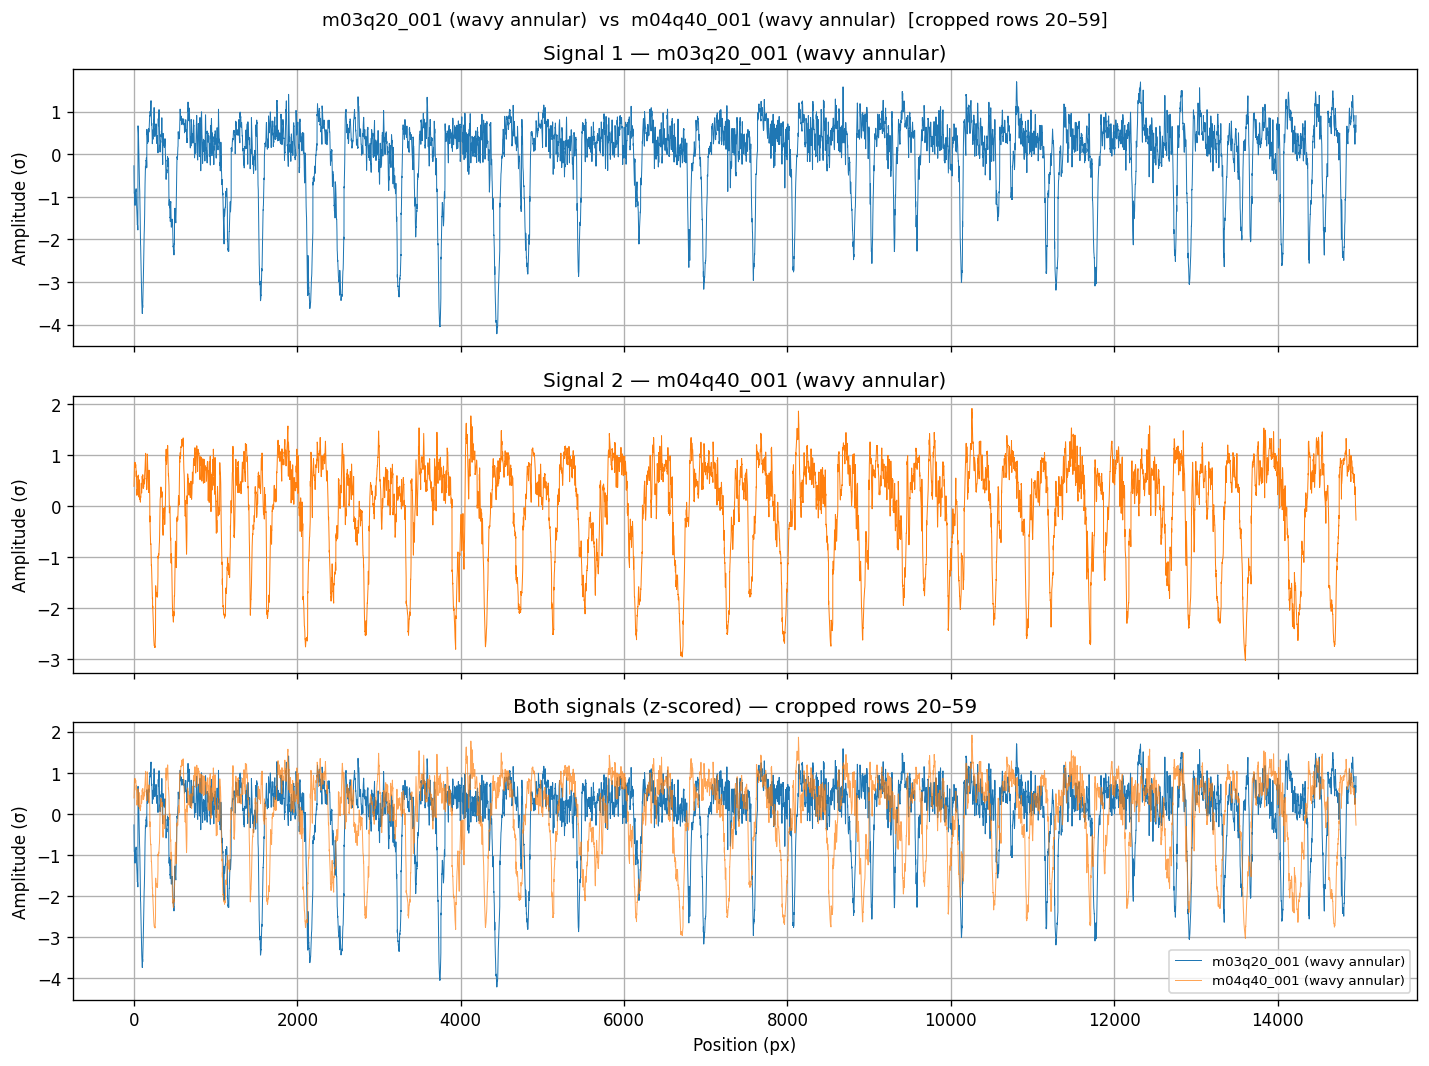 m03q20_001 (wavy annular)  vs  m04q40_001 (wavy annular)  [cropped rows 20–59]
Signal 1 — m03q20_001 (wavy annular)
Amplitude (σ)
1
0
−1
−2
−3
−4
Signal 2 — m04q40_001 (wavy annular)
Amplitude (σ)
2
1
0
−1
−2
−3
Both signals (z-scored) — cropped rows 20–59
Amplitude (σ)
2
1
0
−1
−2
−3
−4
m03q20_001 (wavy annular)
m04q40_001 (wavy annular)
0 2000 4000 6000 8000 10000 12000 14000
Position (px)